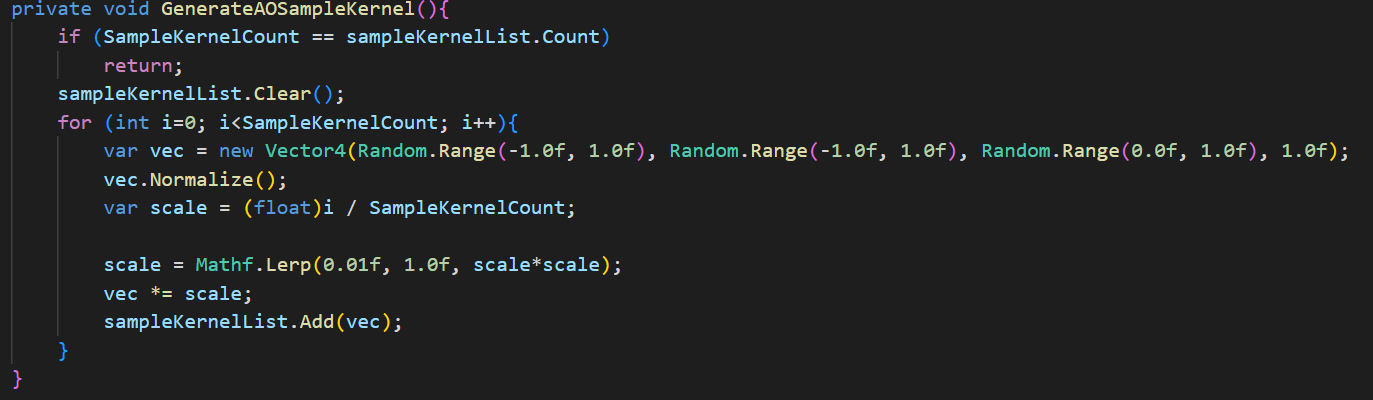 private void GenerateAOSampleKernel(){
if (SampleKernelCount == sampleKernelList.Count)
return;
sampleKernelList.Clear();
for (int i=0; i<SampleKernelCount; i++){
var vec = new Vector4(Random.Range(-1.0f, 1.0f), Random.Range(-1.0f, 1.0f), Random.Range(0.0f, 1.0f), 1.0f);
vec.Normalize();
var scale = (float)i / SampleKernelCount;
scale = Mathf.Lerp(0.01f, 1.0f, scale*scale);
vec *= scale;
sampleKernelList.Add(vec);
}
}